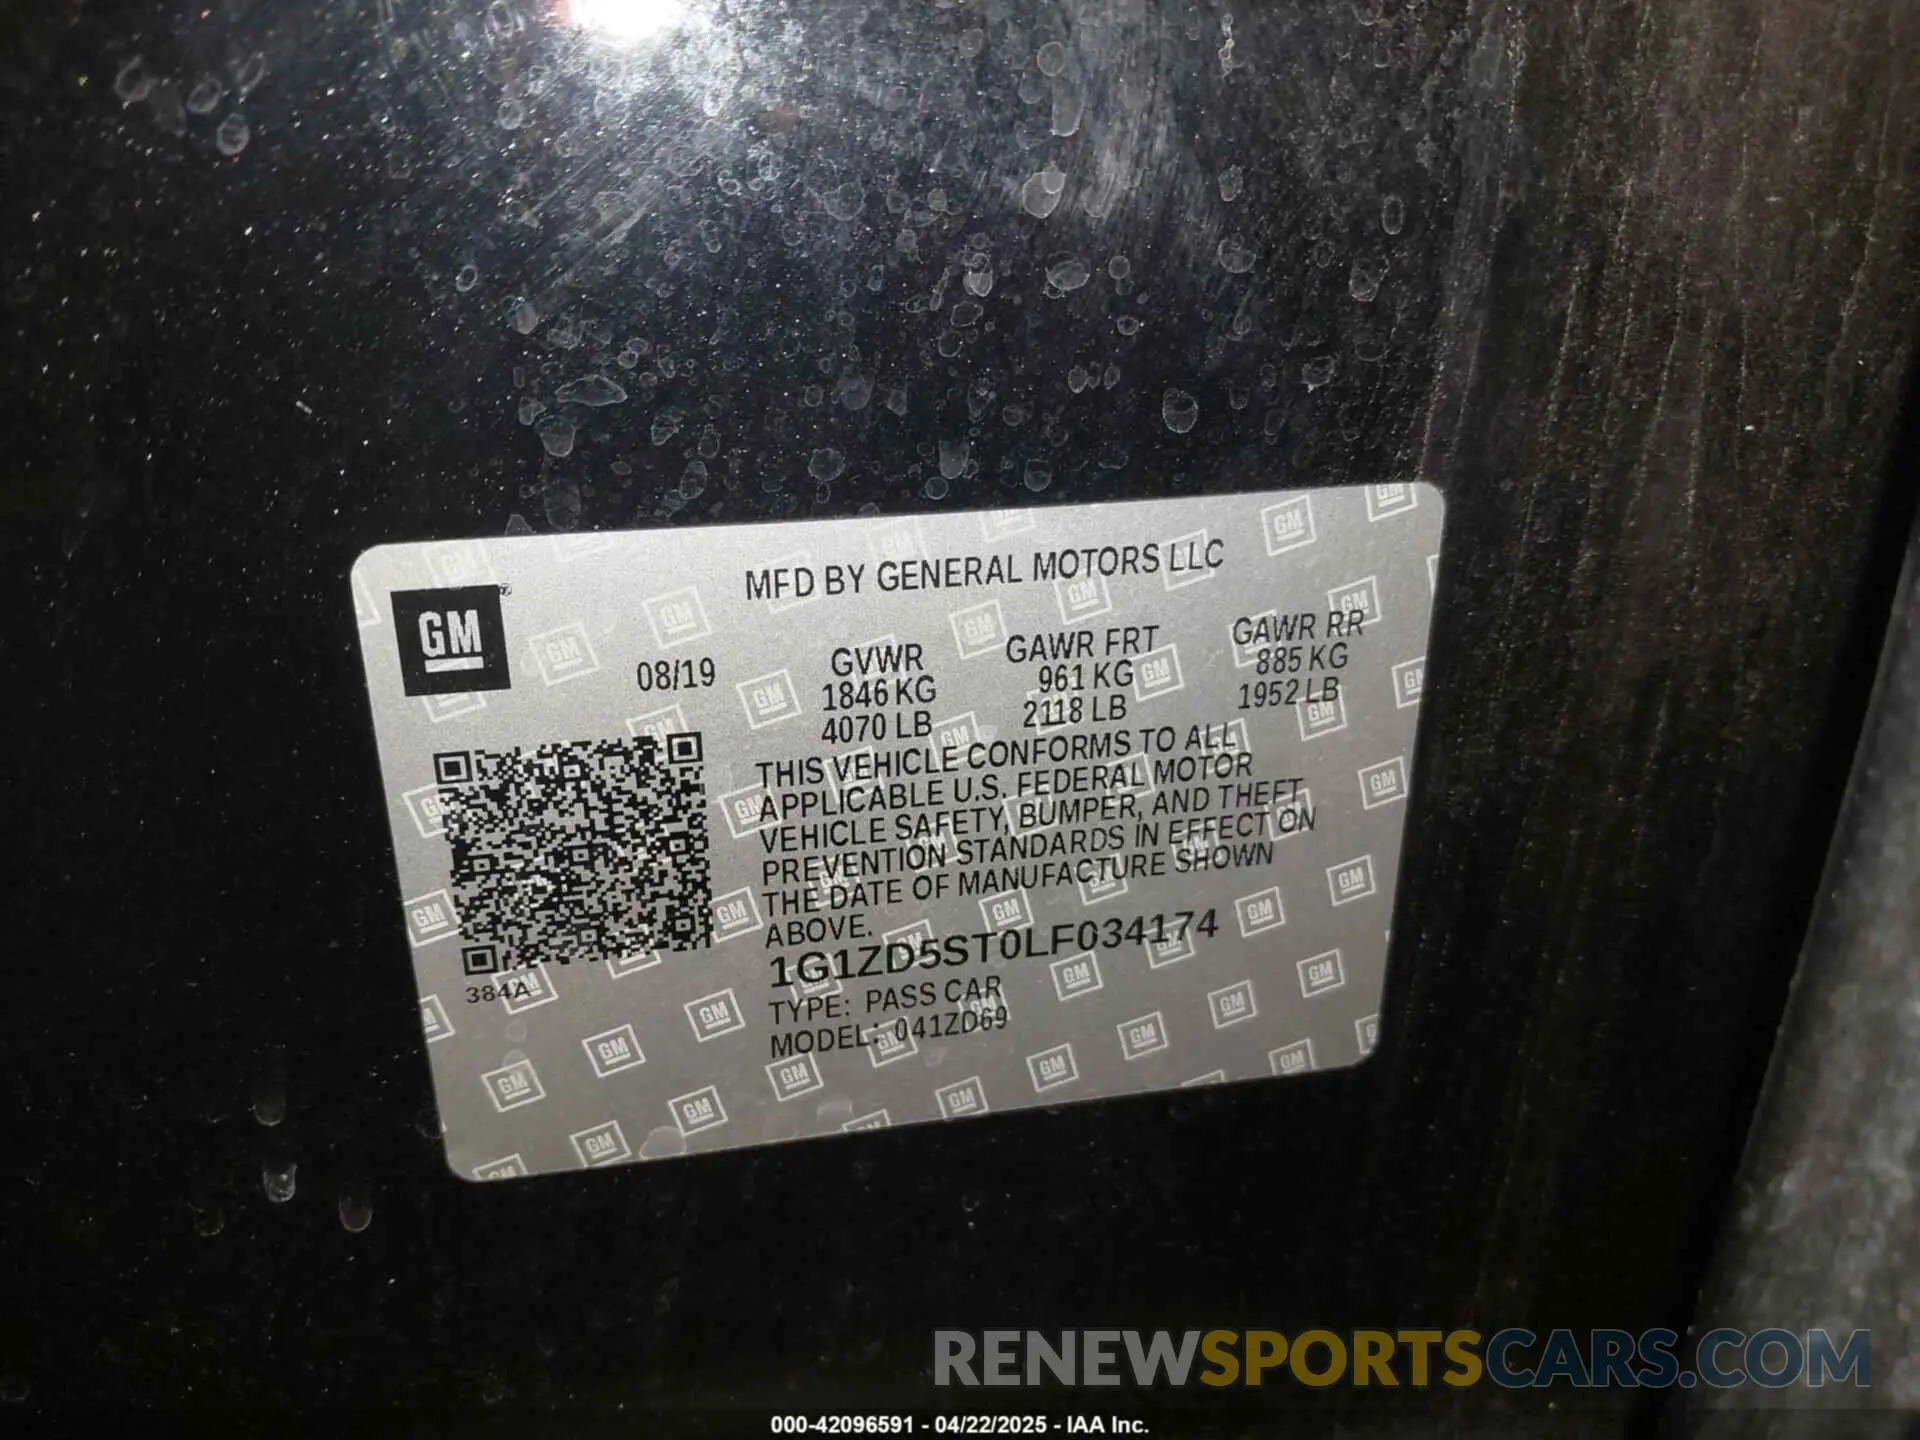 MFD BY GENERAL MOTORS LLC
GM®
08/19 GVWR GAWR FRT GAWR RR
1846 KG 961 KG 885 KG
4070 LB 2118 LB 1952 LB
THIS VEHICLE CONFORMS TO ALL
APPLICABLE U.S. FEDERAL MOTOR
VEHICLE SAFETY, BUMPER, AND THEFT
PREVENTION STANDARDS IN EFFECT ON
THE DATE OF MANUFACTURE SHOWN
ABOVE.
1G1ZD5ST0LF034174
384A
TYPE: PASS CAR
MODEL: 041ZD69
RENEWSPORTSCARS.COM
000-42096591 - 04/22/2025 - IAA Inc.